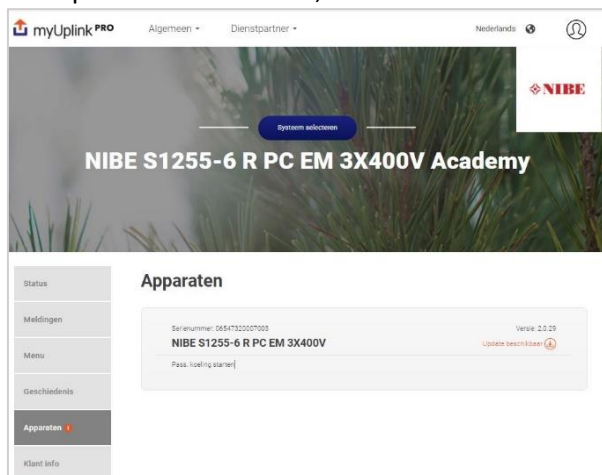 myUplink PRO
Algemeen
Dienstpartner
Nederlands
NIBE
Systeem selecteren
NIBE S1255-6 R PC EM 3X400V Academy
Status
Meldingen
Menu
Geschiedenis
Apparaten
Klant info
Apparaten
Serienummer: 06547320007003
Versie: 2.0.29
NIBE S1255-6 R PC EM 3X400V
Update beschikbaar
Pass. koeling starten